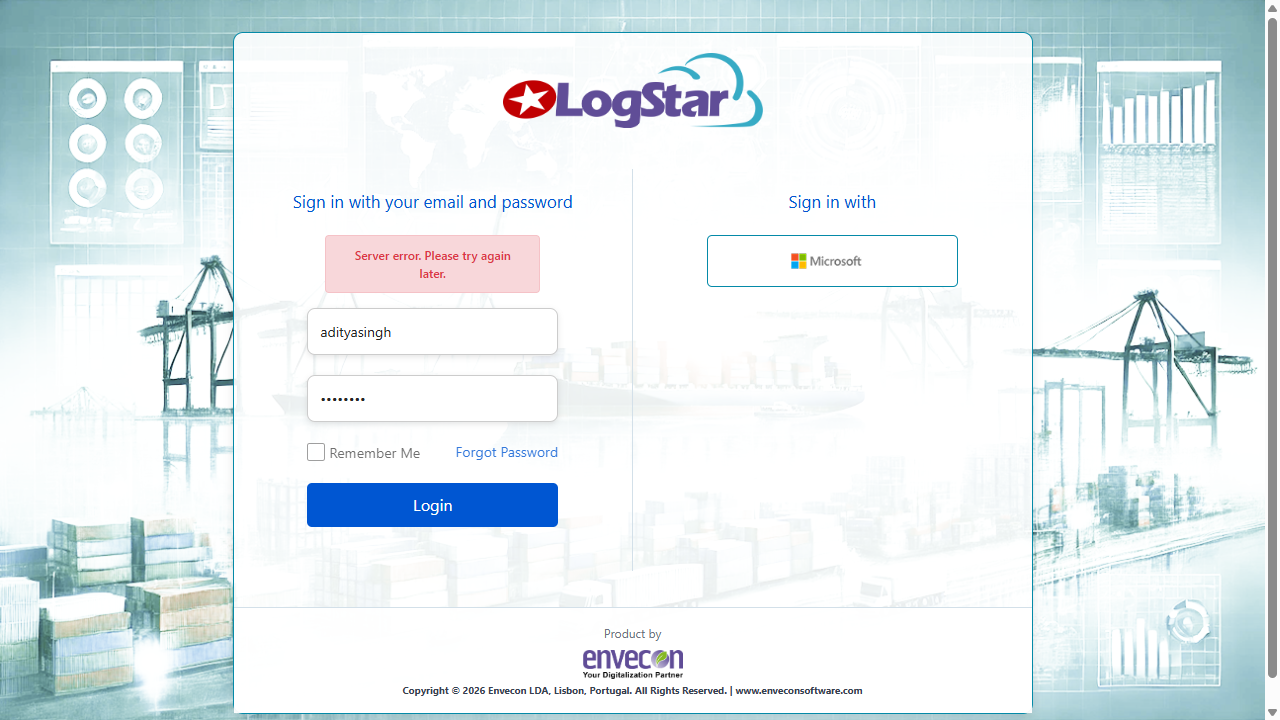 LogStar
Sign in with your email and password
Server error. Please try again
later.
adityasingh
••••••••
Remember Me
Forgot Password
Login
Sign in with
Microsoft
Product by
envecon
Your Digitalization Partner
Copyright © 2026 Envecon LDA, Lisbon, Portugal. All Rights Reserved. | www.enveconsoftware.com